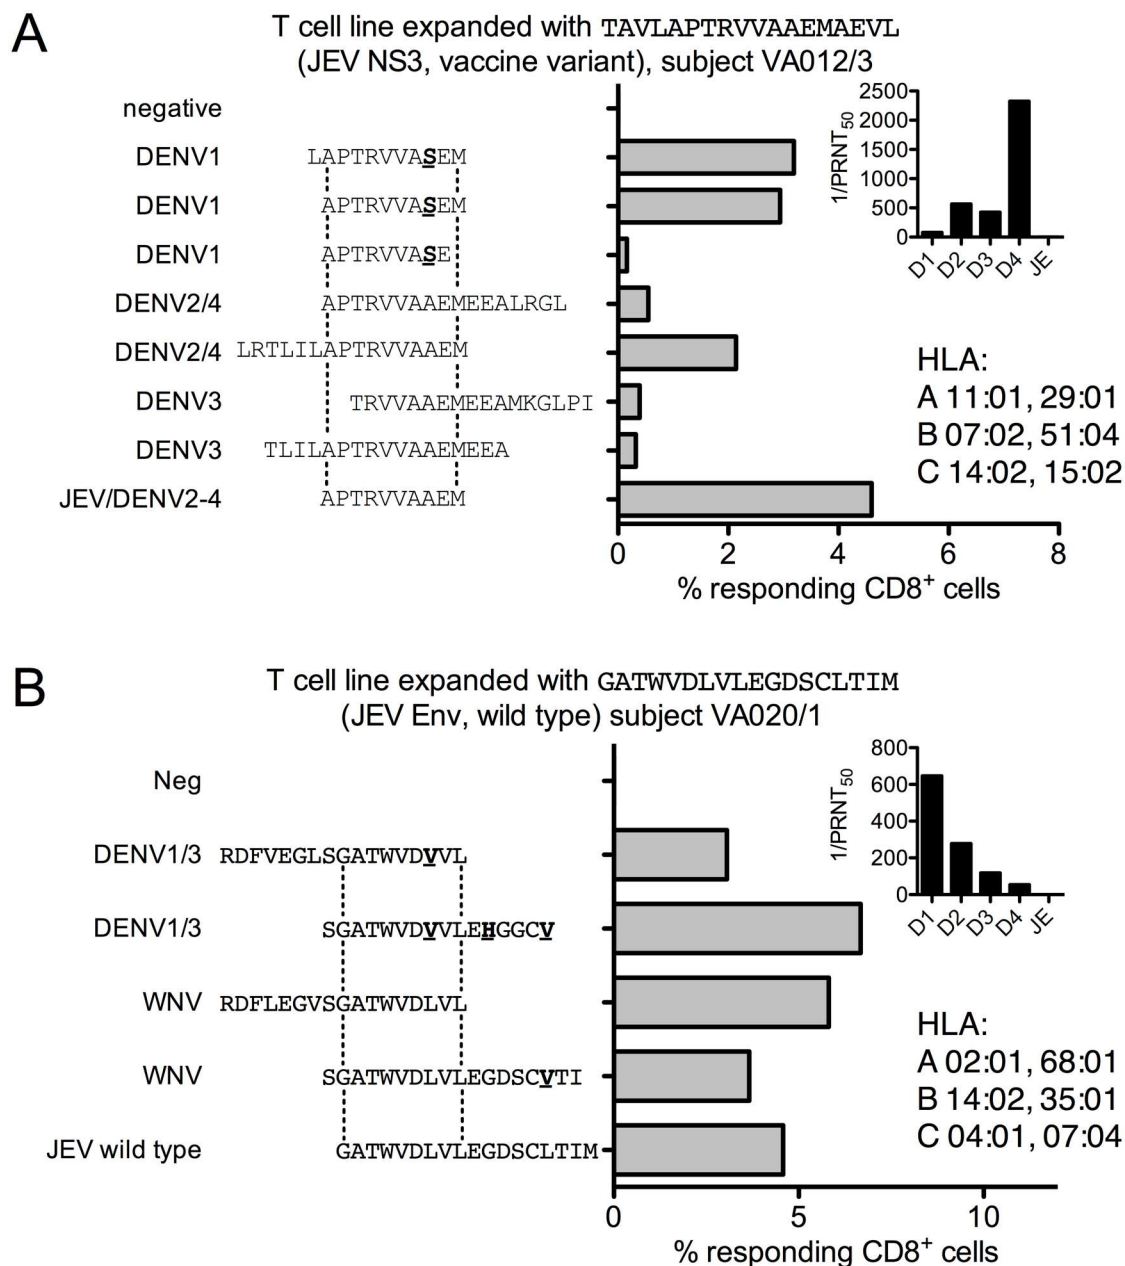 A
T cell line expanded with TAVLAPTRVVAAEMAEVL
(JEV NS3, vaccine variant), subject VA012/3
negative
DENV1 LAPTRVVASEM
DENV1 APTRVVASEM
DENV1 APTRVVASE
DENV2/4 APTRVVAAEMEEALRGL
DENV2/4 LRTLILAPTRVVAAEM
DENV3 TRVVAAEMEEAMKGLPI
DENV3 TLILAPTRVVAAEMEEA
JEV/DENV2-4 APTRVVAAEM
0 2 4 6 8
% responding CD8+ cells
1/PRNT50
2500
2000
1500
1000
500
0
D1 D2 D3 D4 JE
HLA:
A 11:01, 29:01
B 07:02, 51:04
C 14:02, 15:02
B
T cell line expanded with GATWVDLVLEGDSCLTIM
(JEV Env, wild type) subject VA020/1
Neg
DENV1/3 RDFVEGLSGATWVDVVL
DENV1/3 SGATWVDVVLEHGGCV
WNV RDFLEGVSGATWVDLVL
WNV SGATWVDLVLEGDSCVTI
JEV wild type GATWVDLVLEGDSCLTIM
0 5 10
% responding CD8+ cells
1/PRNT50
800
600
400
200
0
D1 D2 D3 D4 JE
HLA:
A 02:01, 68:01
B 14:02, 35:01
C 04:01, 07:04